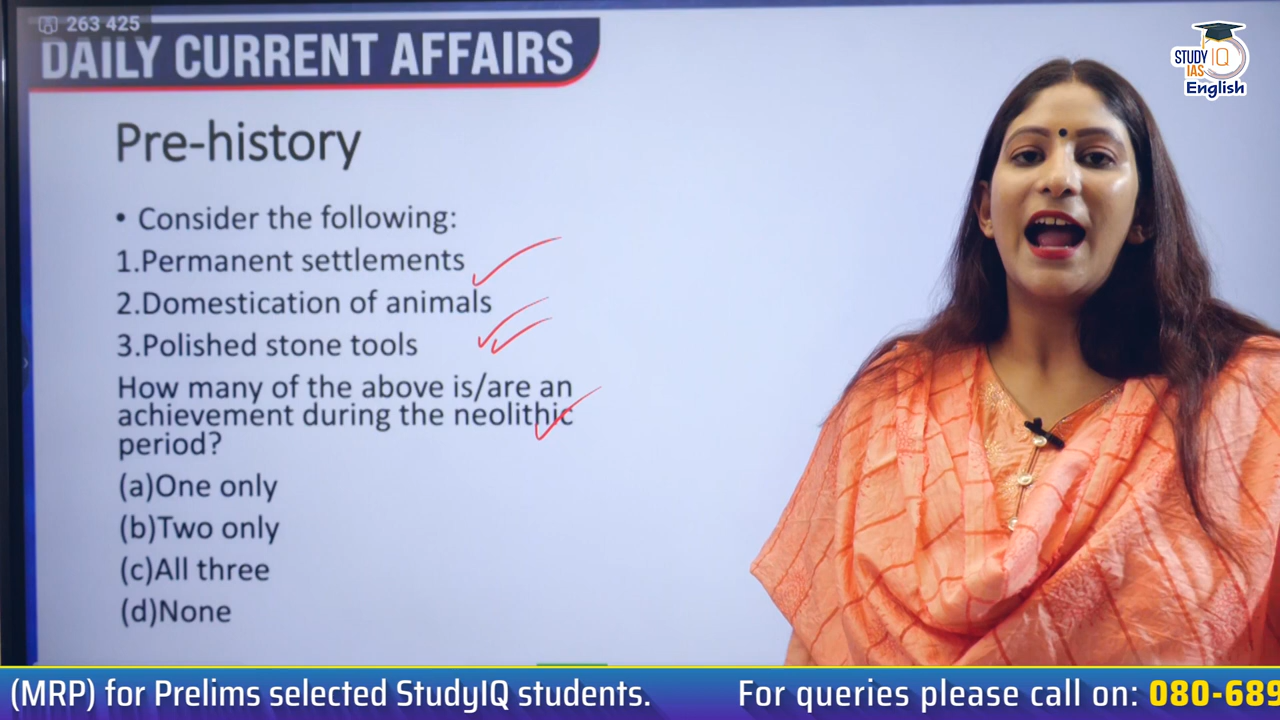 263 425
DAILY CURRENT AFFAIRS
STUDY IQ
IAS
English
Pre-history
• Consider the following:
1.Permanent settlements
2.Domestication of animals
3.Polished stone tools
How many of the above is/are an
achievement during the neolithic
period?
(a)One only
(b)Two only
(c)All three
(d)None
(MRP) for Prelims selected StudyIQ students. For queries please call on: 080-689